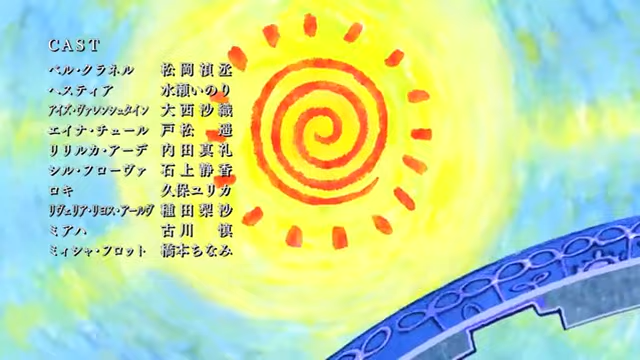 CAST
ベル・クラネル 松岡禎丞
ヘスティア 水瀬いのり
アイズ・ヴァレンシュタイン 大西沙織
エイナ・チュール 戸松 遥
リリルカ・アーデ 内田真礼
シル・フローヴァ 石上静香
ロキ 久保ユリカ
リヴェリア・リヨス・アールヴ 種田梨沙
ミアハ 古川 慎
ミィシャ・フロット 橋本ちなみ